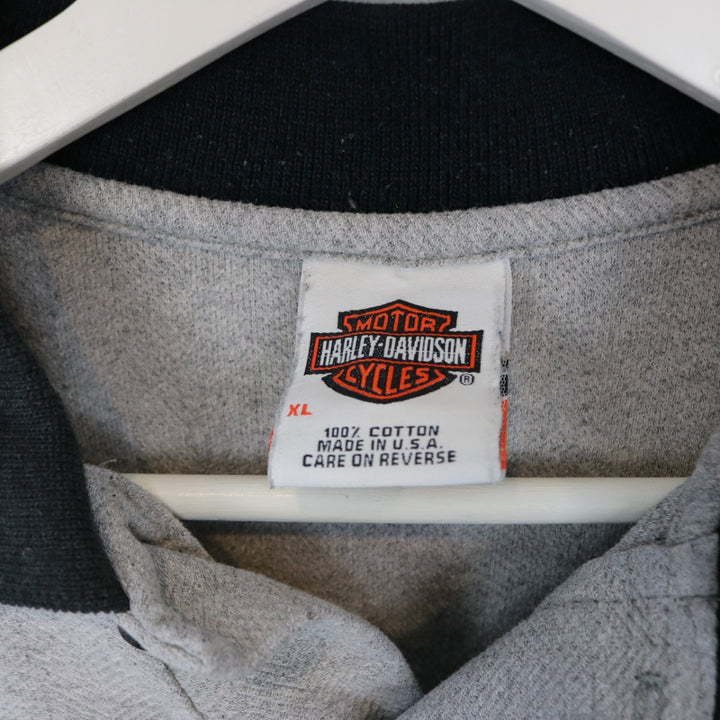 MOTOR
HARLEY-DAVIDSON
CYCLES
®
XL
100% COTTON
MADE IN U.S.A.
CARE ON REVERSE